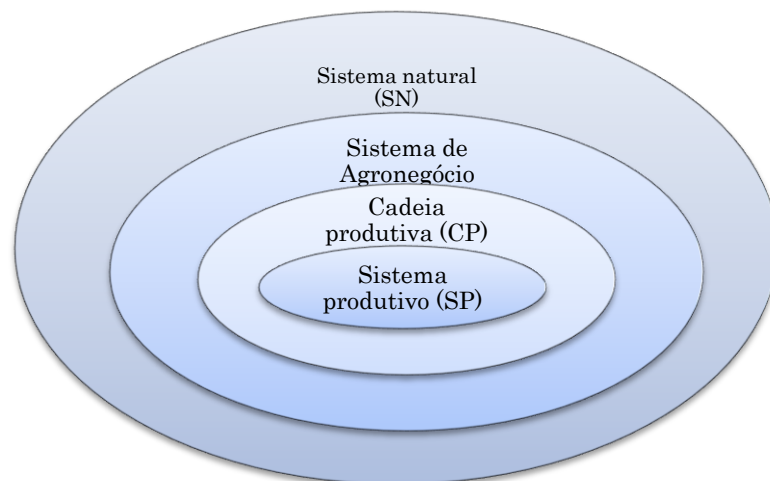 Sistema natural
(SN)
Sistema de
Agronegócio
Cadeia
produtiva (CP)
Sistema
produtivo (SP)